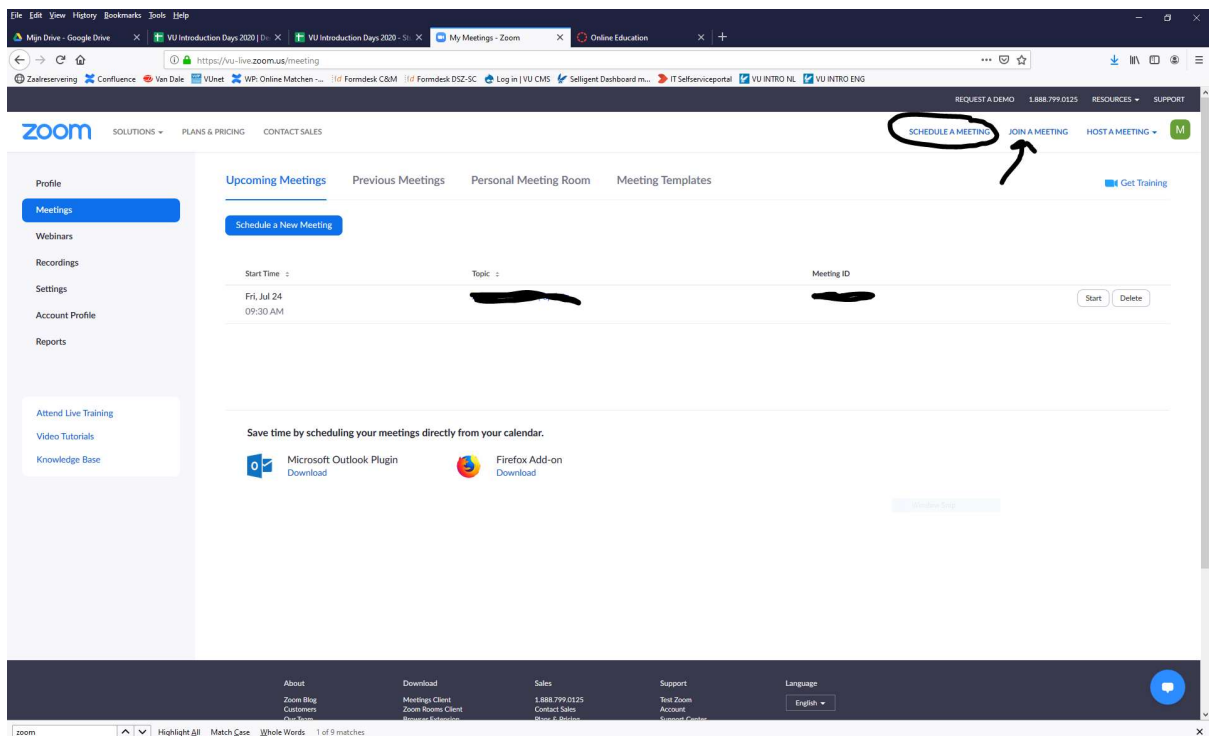 File Edit View History Bookmarks Tools Help
Mijn Drive - Google Drive VU Introduction Days 2020 | De VU Introduction Days 2020 - St My Meetings - Zoom Online Education
https://vu-live.zoom.us/meeting
Zaalreservering Confluence Van Dale VUnet WP: Online Matchen -... Formdesk C&M Formdesk DSZ-SC Log in | VU CMS Selligent Dashboard m... IT Selfserviceportal VU INTRO NL VU INTRO ENG
REQUEST A DEMO 1.888.799.0125 RESOURCES SUPPORT
zoom SOLUTIONS PLANS & PRICING CONTACT SALES SCHEDULE A MEETING JOIN A MEETING HOST A MEETING M
Profile
Meetings
Webinars
Recordings
Settings
Account Profile
Reports
Attend Live Training
Video Tutorials
Knowledge Base
Upcoming Meetings Previous Meetings Personal Meeting Room Meeting Templates Get Training
Schedule a New Meeting
Start Time Topic Meeting ID
Fri, Jul 24 Start Delete
09:30 AM
Save time by scheduling your meetings directly from your calendar.
Microsoft Outlook Plugin Firefox Add-on
Download Download
About Download Sales Support Language
Zoom Blog Meetings Client 1.888.799.0125 Test Zoom English
Customers Zoom Rooms Client Contact Sales Account
Our Team Browser Extension Plans & Pricing Support Center
zoom Highlight All Match Case Whole Words 1 of 9 matches